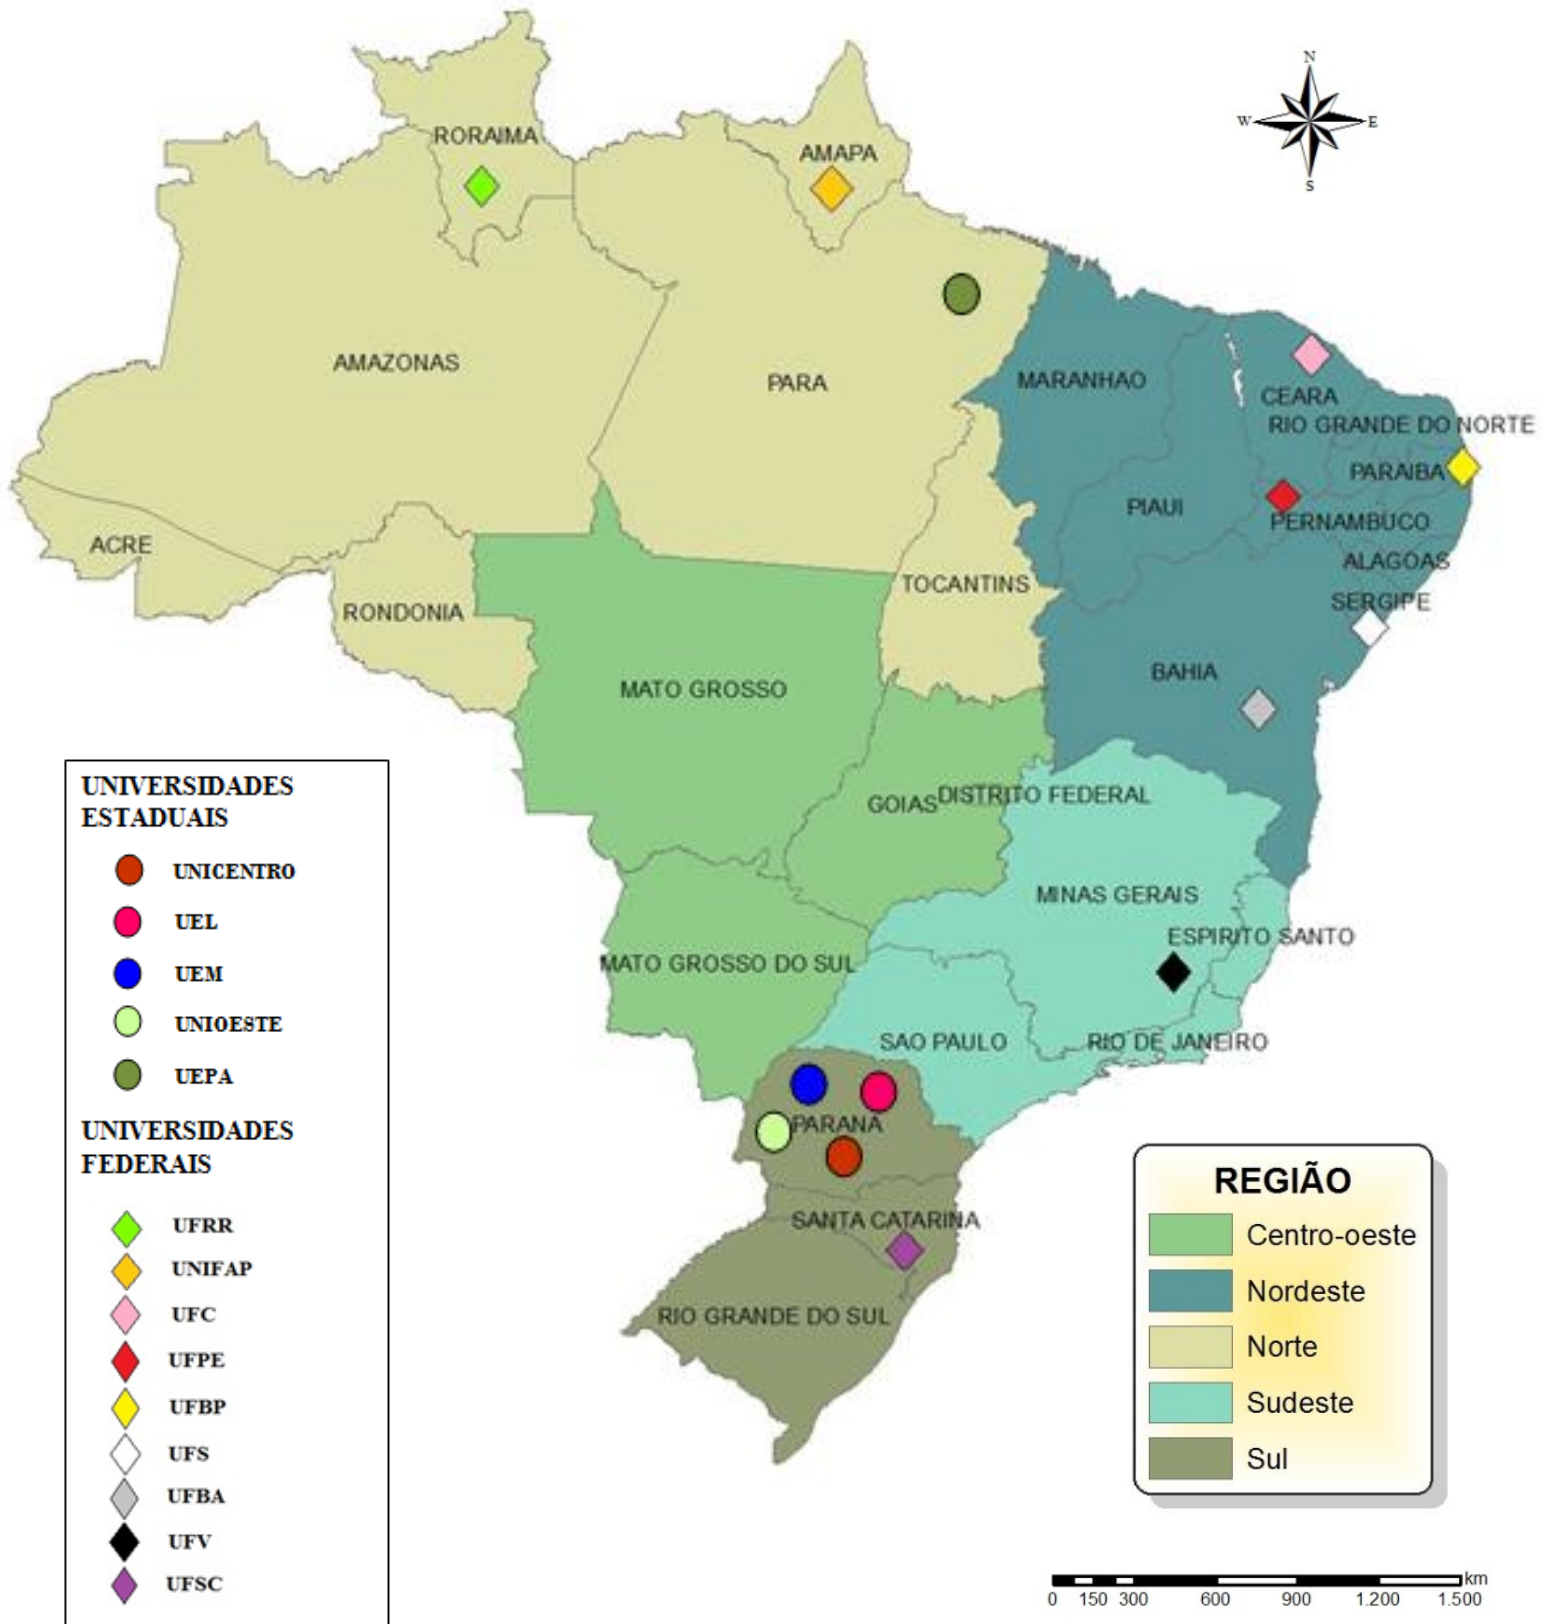 N
W E
S
RORAIMA
AMAPA
AMAZONAS
PARA
MARANHAO
CEARA
RIO GRANDE DO NORTE
PARAIBA
PIAUI
PERNAMBUCO
ACRE
ALAGOAS
TOCANTINS
SERGIPE
RONDONIA
BAHIA
MATO GROSSO
GOIAS
DISTRITO FEDERAL
MINAS GERAIS
ESPIRITO SANTO
MATO GROSSO DO SUL
SAO PAULO
RIO DE JANEIRO
PARANA
SANTA CATARINA
RIO GRANDE DO SUL
UNIVERSIDADES
ESTADUAIS
UNICENTRO
UEL
UEM
UNIOESTE
UEPA
UNIVERSIDADES
FEDERAIS
UFRR
UNIFAP
UFC
UFPE
UFBP
UFS
UFBA
UFV
UFSC
REGIÃO
Centro-oeste
Nordeste
Norte
Sudeste
Sul
km
0 150 300 600 900 1.200 1.500